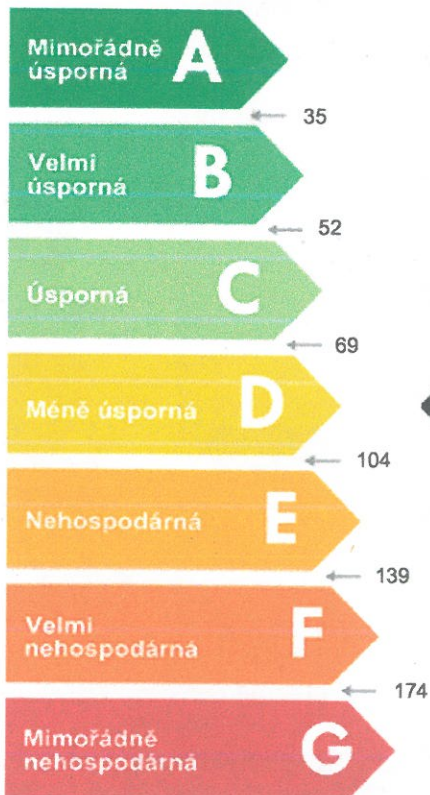 Mimořádně
úsporná
A
35
Velmi
úsporná
B
52
Úsporná C
69
Méně úsporná D
104
Nehospodárná E
139
Velmi
nehospodárná
F
174
Mimořádně
nehospodárná
G